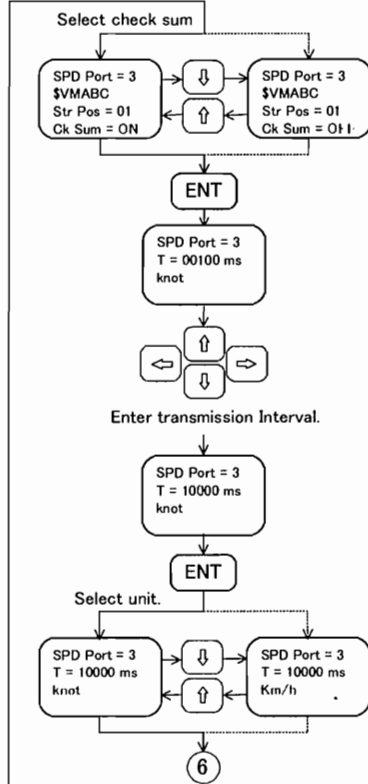 Select check sum
SPD Port = 3
$VMABC
Str Pos = 01
Ck Sum = ON
SPD Port = 3
$VMABC
Str Pos = 01
Ck Sum =
ENT
SPD Port = 3
T = 00100 ms
knot
Enter transmission Interval.
SPD Port = 3
T = 10000 ms
knot
ENT
Select unit.
SPD Port = 3
T = 10000 ms
knot
SPD Port = 3
T = 10000 ms
Km/h
6